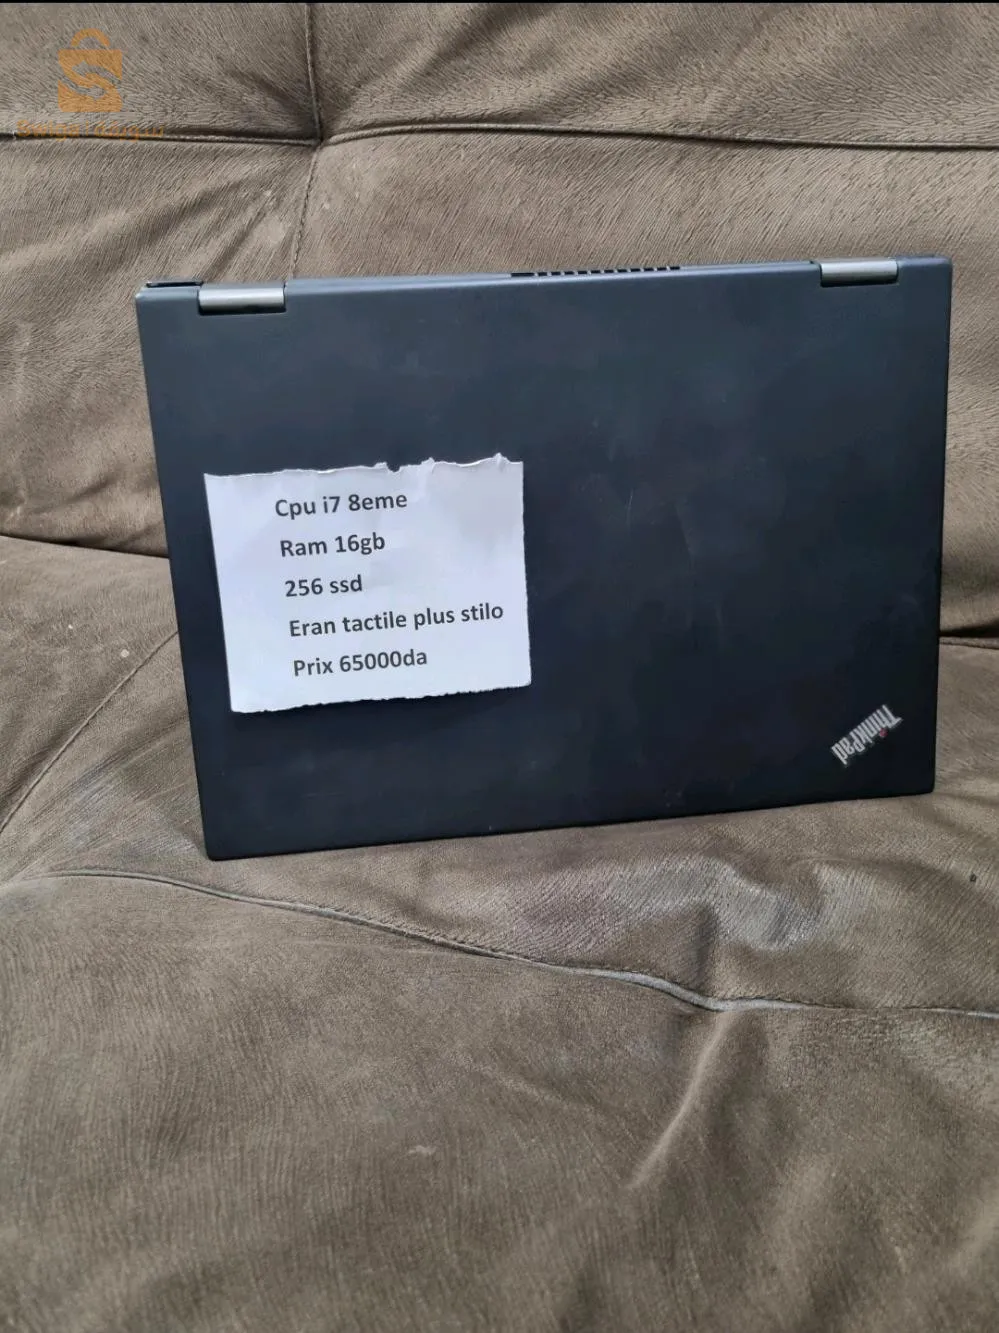 Cpu i7 8eme
Ram 16gb
256 ssd
Eran tactile plus stilo
Prix 65000da
ThinkPad